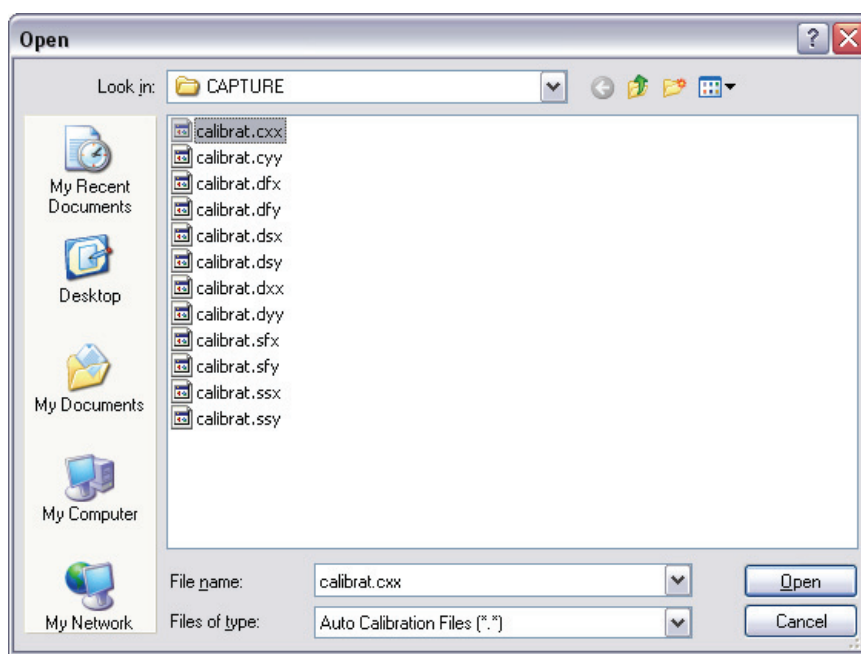 Open
Look in: CAPTURE
calibrat.cxx
calibrat.cyy
calibrat.dfx
calibrat.dfy
calibrat.dsx
calibrat.dsy
calibrat.dxx
calibrat.dyy
calibrat.sfx
calibrat.sfy
calibrat.ssx
calibrat.ssy
My Recent
Documents
Desktop
My Documents
My Computer
My Network
File name: calibrat.cxx Open
Files of type: Auto Calibration Files (*.*) Cancel